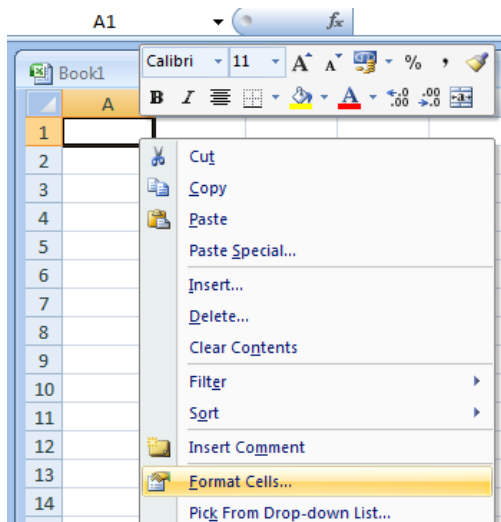 A1 fx
Calibri 11 A A % ,
Book1
B I A .00 .00 a
A
1
2 Cut
3 Copy
4 Paste
5 Paste Special...
6 Insert...
7 Delete...
8 Clear Contents
9
10 Filter
11 Sort
12 Insert Comment
13 Format Cells...
14 Pick From Drop-down List...